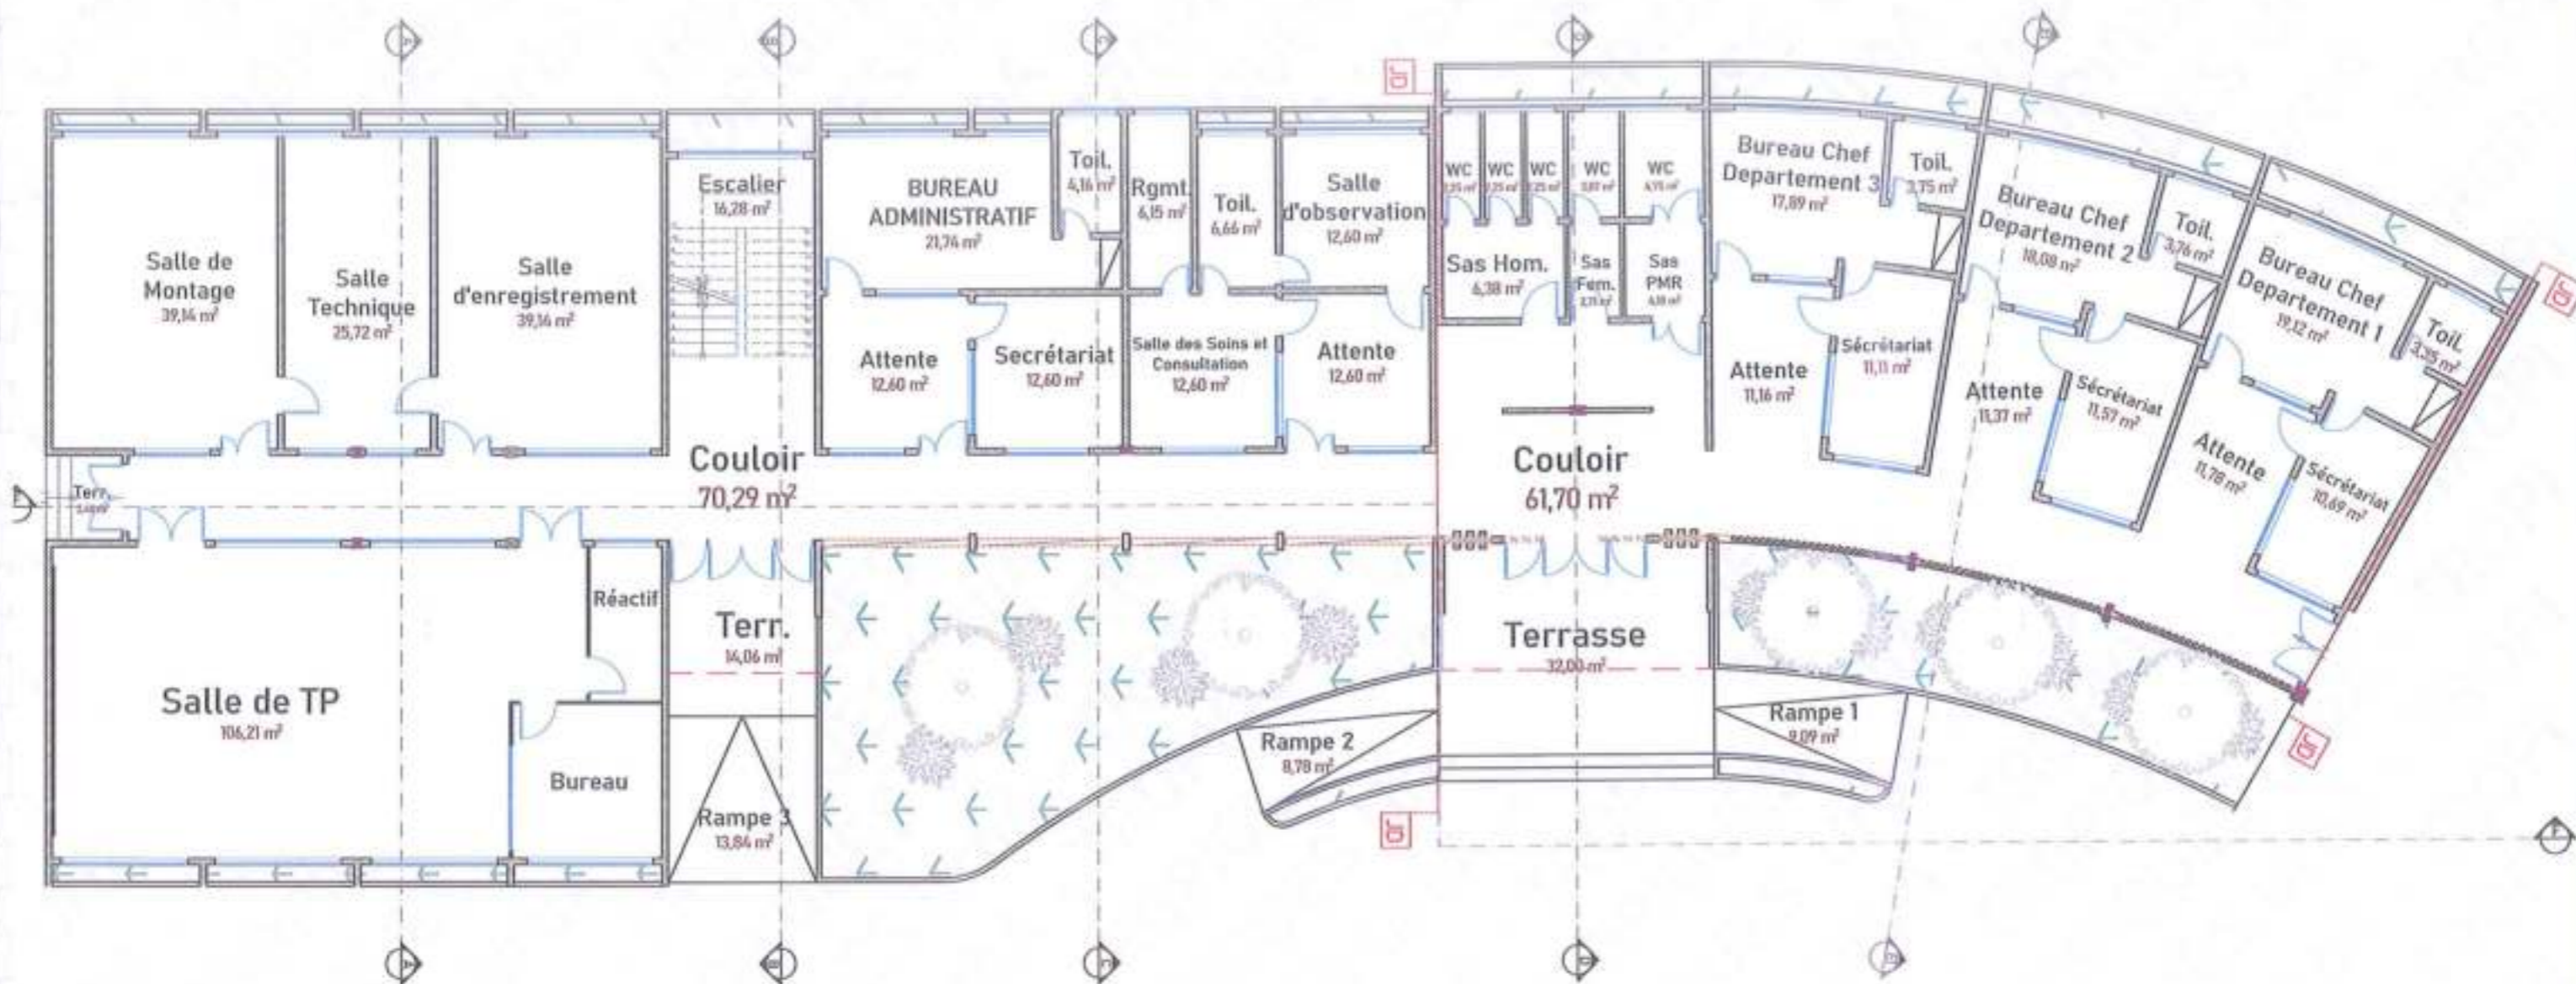 Salle de
Montage
39,14 m²
Salle
Technique
25,72 m²
Salle
d'enregistrement
39,14 m²
Escalier
16,28 m²
BUREAU
ADMINISTRATIF
21,74 m²
Toil.
4,16 m²
Rgmt.
6,15 m²
Toil.
6,66 m²
Salle
d'observation
12,60 m²
Attente
12,60 m²
Secrétariat
12,60 m²
Salle des Soins et
Consultation
12,60 m²
Attente
12,60 m²
WC
WC
WC
WC
WC
Sas Hom.
6,38 m²
Sas
Fem.
Sas
PMR
Bureau Chef
Departement 3
17,89 m²
Toil.
3,75 m²
Attente
11,16 m²
Sécrétariat
11,11 m²
Bureau Chef
Departement 2
18,08 m²
Toil.
3,76 m²
Attente
11,37 m²
Sécrétariat
11,57 m²
Bureau Chef
Departement 1
19,12 m²
Toil.
Attente
11,78 m²
Sécrétariat
10,69 m²
Terr.
Couloir
70,29 m²
Couloir
61,70 m²
Salle de TP
106,21 m²
Réactif
Bureau
Terr.
14,06 m²
Rampe 3
13,84 m²
Terrasse
32,00 m²
Rampe 2
8,78 m²
Rampe 1
9,09 m²